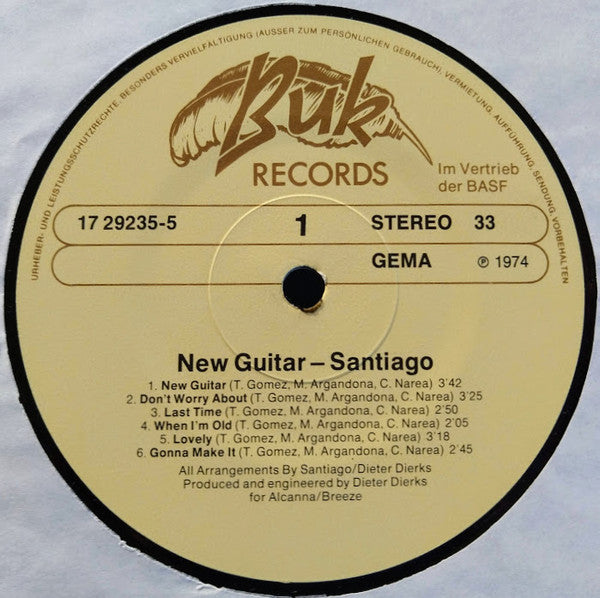 URHEBER- UND LEISTUNGSSCHUTZRECHTE, BESONDERS VERVIELFÄLTIGUNG (AUSSER ZUM PERSÖNLICHEN GEBRAUCH), VERMIETUNG, AUFFÜHRUNG, SENDUNG, VORBEHALTEN
Buk
RECORDS
Im Vertrieb
der BASF
17 29235-5 1 STEREO 33
GEMA ℗ 1974
New Guitar – Santiago
1. New Guitar (T. Gomez, M. Argandona, C. Narea) 3'42
2. Don't Worry About (T. Gomez, M. Argandona, C. Narea) 3'25
3. Last Time (T. Gomez, M. Argandona, C. Narea) 2'50
4. When I'm Old (T. Gomez, M. Argandona, C. Narea) 2'05
5. Lovely (T. Gomez, M. Argandona, C. Narea) 3'18
6. Gonna Make It (T. Gomez, M. Argandona, C. Narea) 2'45
All Arrangements By Santiago/Dieter Dierks
Produced and engineered by Dieter Dierks
for Alcanna/Breeze